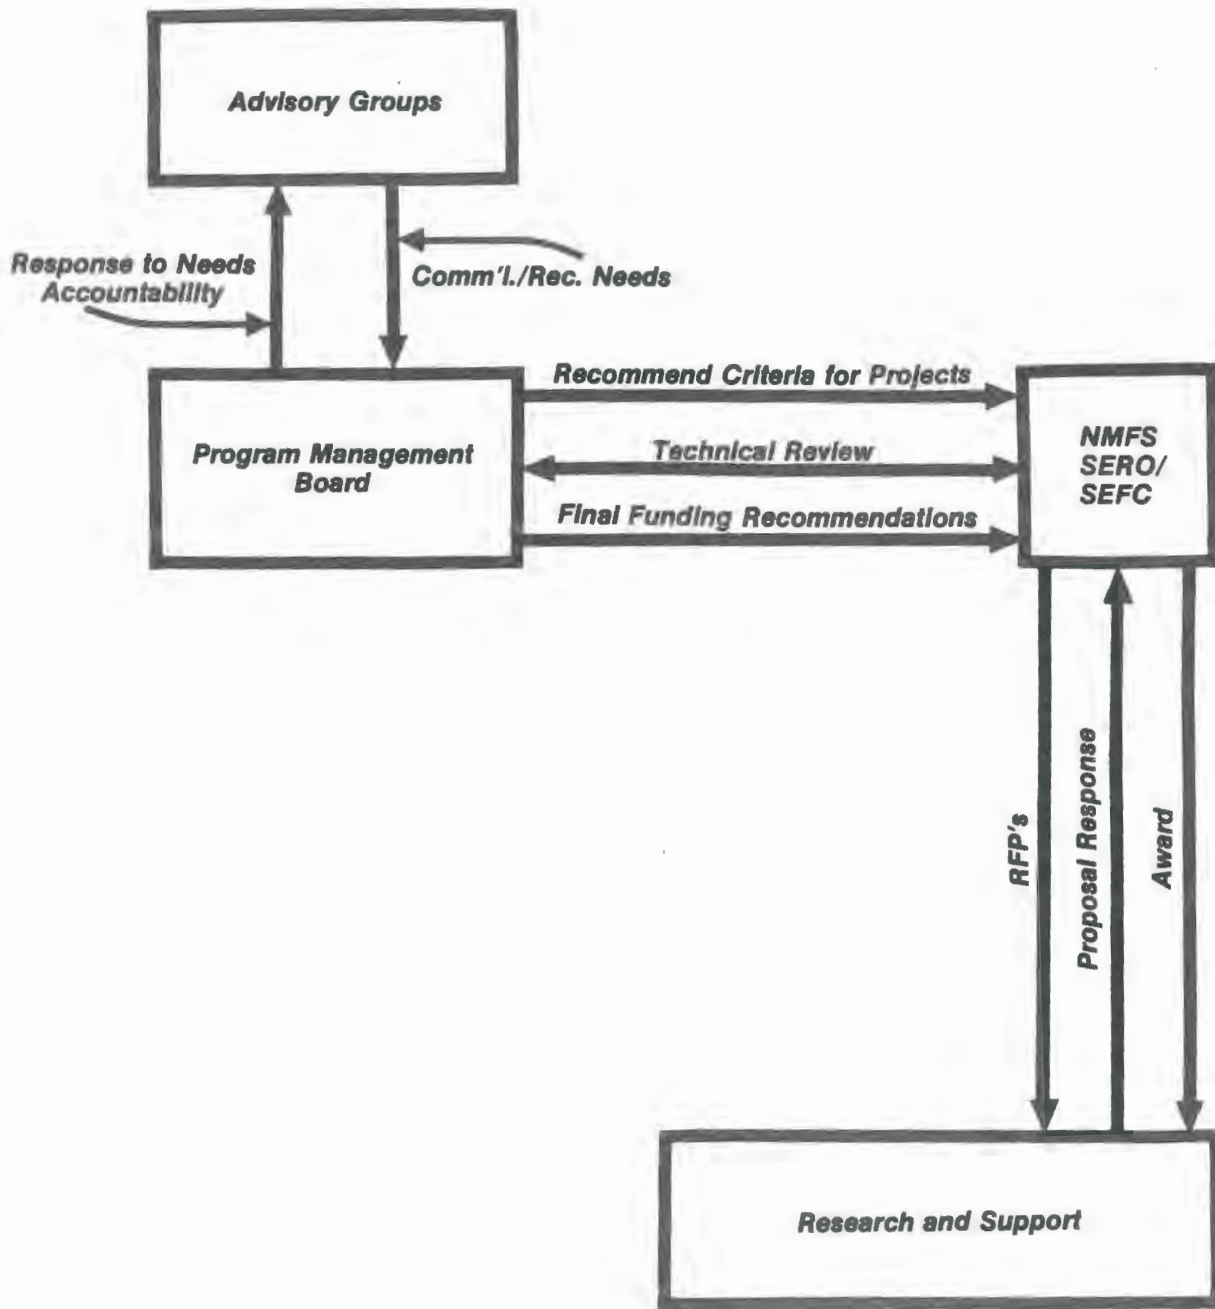 Advisory Groups
Response to Needs
Accountability
Comm'l./Rec. Needs
Program Management
Board
Recommend Criteria for Projects
Technical Review
Final Funding Recommendations
NMFS
SERO/
SEFC
RFP's
Proposal Response
Award
Research and Support